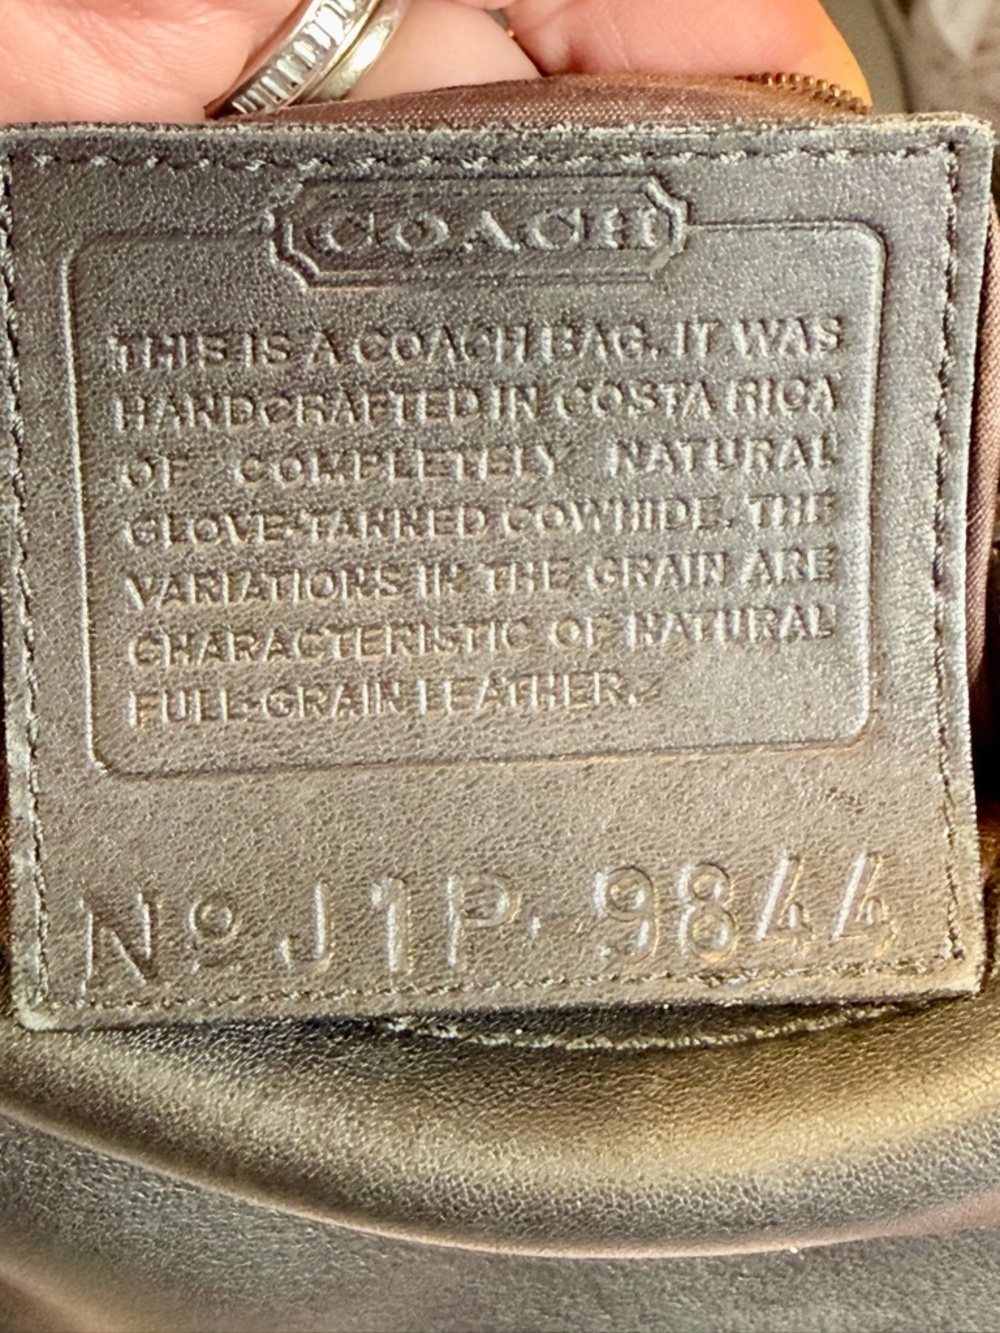 COACH
THIS IS A COACH BAG. IT WAS
HANDCRAFTED IN COSTA RICA
OF COMPLETELY NATURAL
GLOVE-TANNED COWHIDE. THE
VARIATIONS IN THE GRAIN ARE
CHARACTERISTIC OF NATURAL
FULL-GRAIN LEATHER.
No J1P· 9844